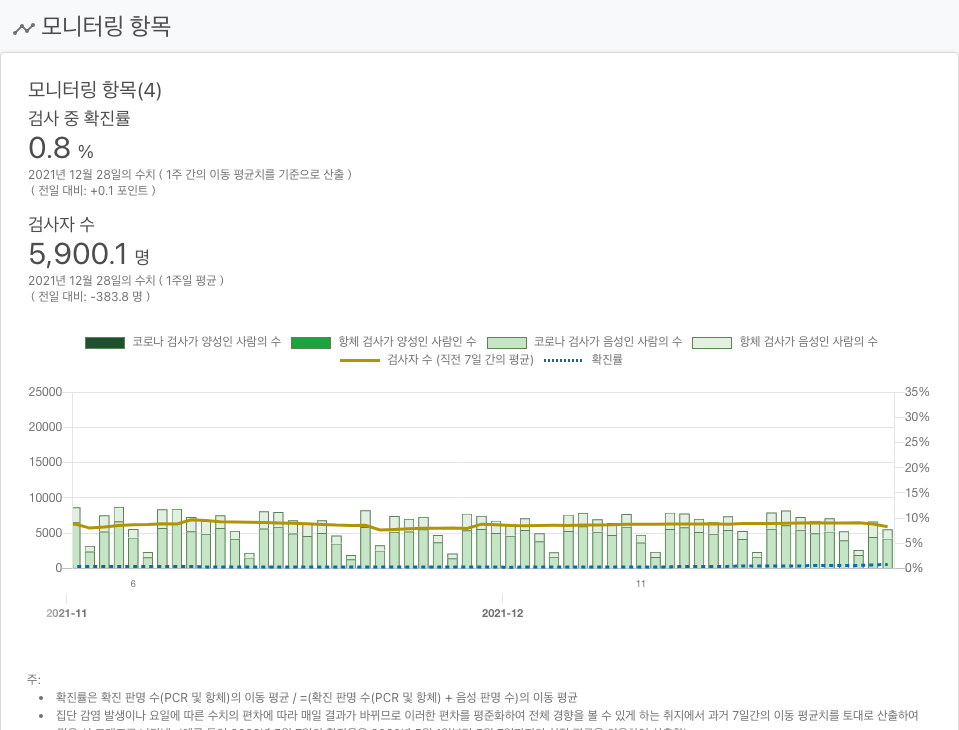 모니터링 항목
모니터링 항목(4)
검사 중 확진률
0.8 %
2021년 12월 28일의 수치 ( 1주 간의 이동 평균치를 기준으로 산출 )
( 전일 대비: +0.1 포인트 )
검사자 수
5,900.1 명
2021년 12월 28일의 수치 ( 1주일 평균 )
( 전일 대비: -383.8 명 )
코로나 검사가 양성인 사람의 수 항체 검사가 양성인 사람인 수 코로나 검사가 음성인 사람의 수 항체 검사가 음성인 사람의 수
검사자 수 (직전 7일 간의 평균) 확진률
25000 35%
20000 30%
15000 25%
10000 20%
5000 15%
0 10%
5%
0%
6 11
2021-11 2021-12
주:
확진률은 확진 판명 수(PCR 및 항체)의 이동 평균 / =(확진 판명 수(PCR 및 항체) + 음성 판명 수)의 이동 평균
집단 감염 발생이나 요일에 따른 수치의 편차에 따라 매일 결과가 바뀌므로 이러한 편차를 평준화하여 전체 경향을 볼 수 있게 하는 취지에서 과거 7일간의 이동 평균치를 토대로 산출하여